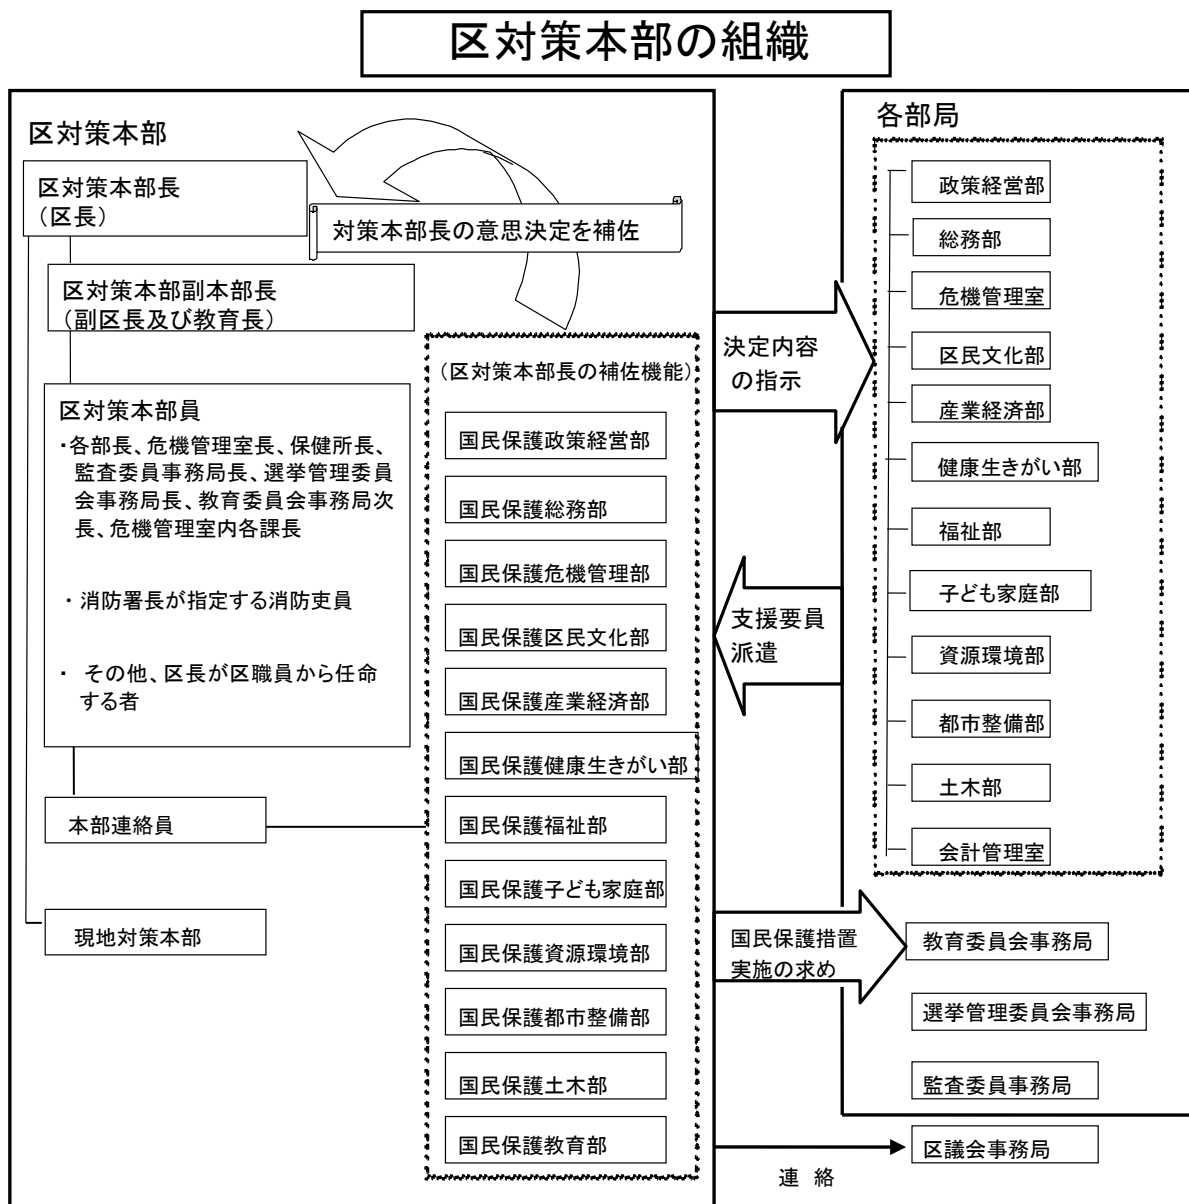 区対策本部の組織
区対策本部
区対策本部長
（区長）
対策本部長の意思決定を補佐
区対策本部副本部長
（副区長及び教育長）
区対策本部員
・各部長、危機管理室長、保健所長、
監査委員事務局長、選挙管理委員
会事務局長、教育委員会事務局次
長、危機管理室内各課長
・消防署長が指定する消防吏員
・ その他、区長が区職員から任命
する者
本部連絡員
現地対策本部
（区対策本部長の補佐機能）
国民保護政策経営部
国民保護総務部
国民保護危機管理部
国民保護区民文化部
国民保護産業経済部
国民保護健康生きがい部
国民保護福祉部
国民保護子ども家庭部
国民保護資源環境部
国民保護都市整備部
国民保護土木部
国民保護教育部
決定内容
の指示
支援要員
派遣
国民保護措置
実施の求め
連 絡
各部局
政策経営部
総務部
危機管理室
区民文化部
産業経済部
健康生きがい部
福祉部
子ども家庭部
資源環境部
都市整備部
土木部
会計管理室
教育委員会事務局
選挙管理委員会事務局
監査委員事務局
区議会事務局